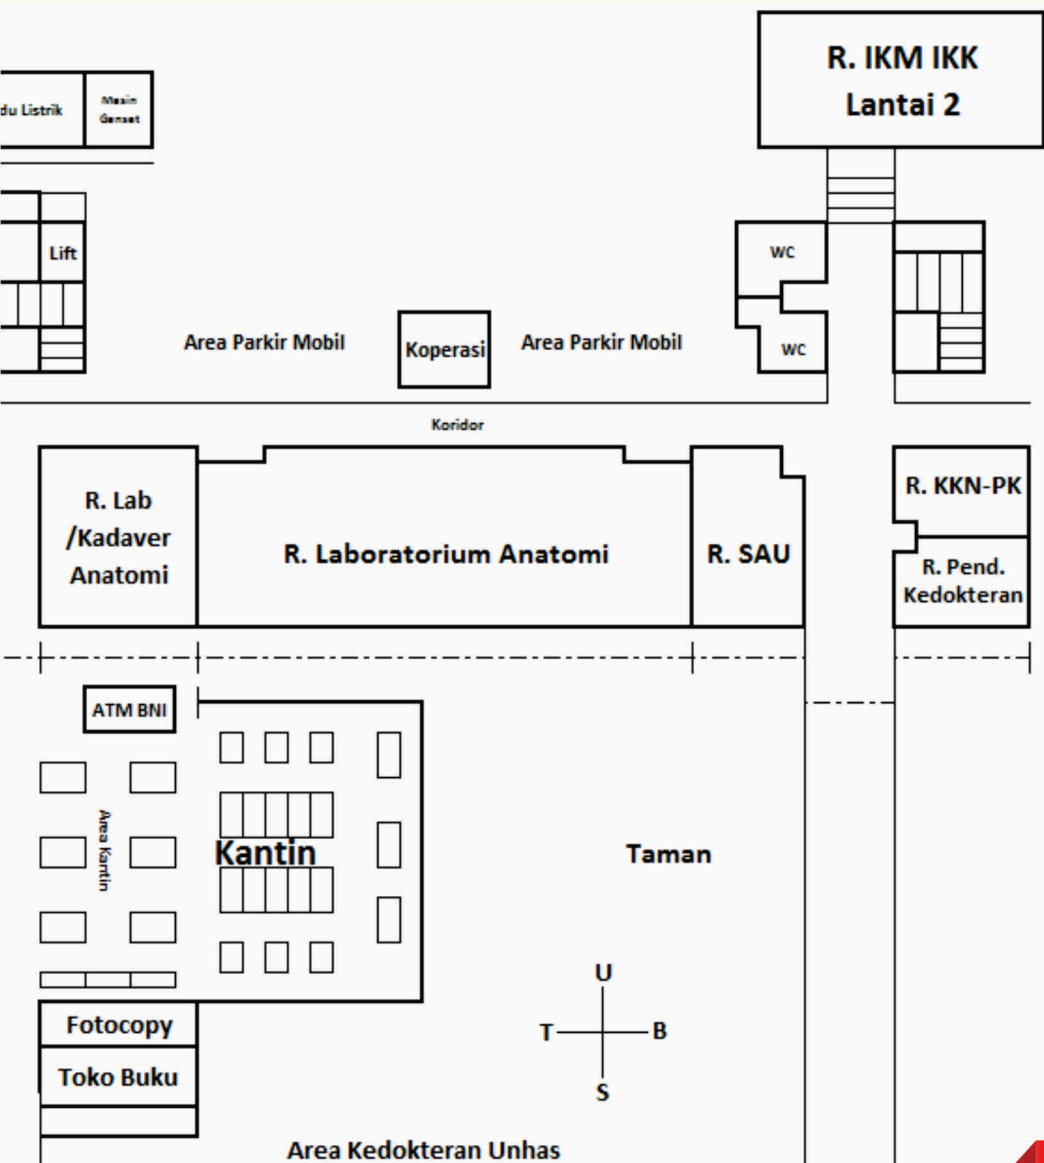 R. IKM IKK
Lantai 2
du Listrik
Mesin
Genset
Lift
WC
WC
Area Parkir Mobil
Koperasi
Area Parkir Mobil
Koridor
R. Lab
/Kadaver
Anatomi
R. Laboratorium Anatomi
R. SAU
R. KKN-PK
R. Pend.
Kedokteran
ATM BNI
Area Kantin
Kantin
Taman
U
T
B
S
Fotocopy
Toko Buku
Area Kedokteran Unhas